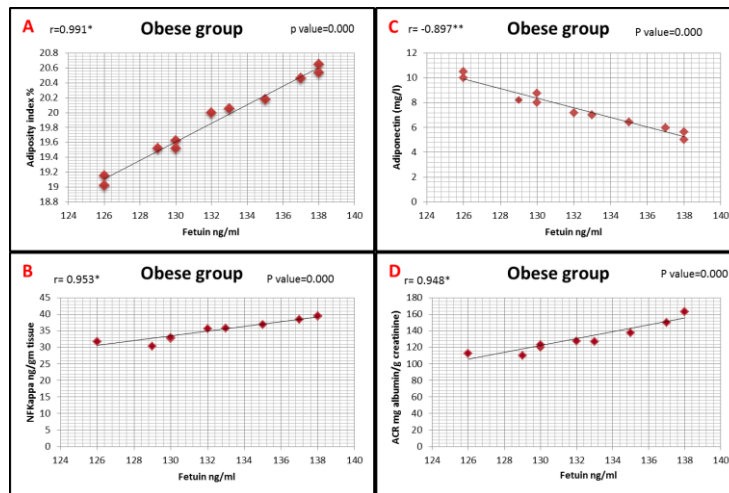 A
r=0.991*
Obese group
p value=0.000
Adiposity index %
20.8
20.6
20.4
20.2
20
19.8
19.6
19.4
19.2
19
18.8
124 126 128 130 132 134 136 138 140
Fetuin ng/ml
C
r= -0.897**
Obese group
P value=0.000
Adiponectin (mg/l)
12
10
8
6
4
2
0
124 126 128 130 132 134 136 138 140
Fetuin ng/ml
B
r= 0.953*
Obese group
P value=0.000
NFKappa ng/gm tissue
45
40
35
30
25
20
15
10
5
0
124 126 128 130 132 134 136 138 140
Fetuin ng/ml
D
r= 0.948*
Obese group
P value=0.000
ACR mg albumin/g creatinine)
180
160
140
120
100
80
60
40
20
0
124 126 128 130 132 134 136 138 140
Fetuin ng/ml